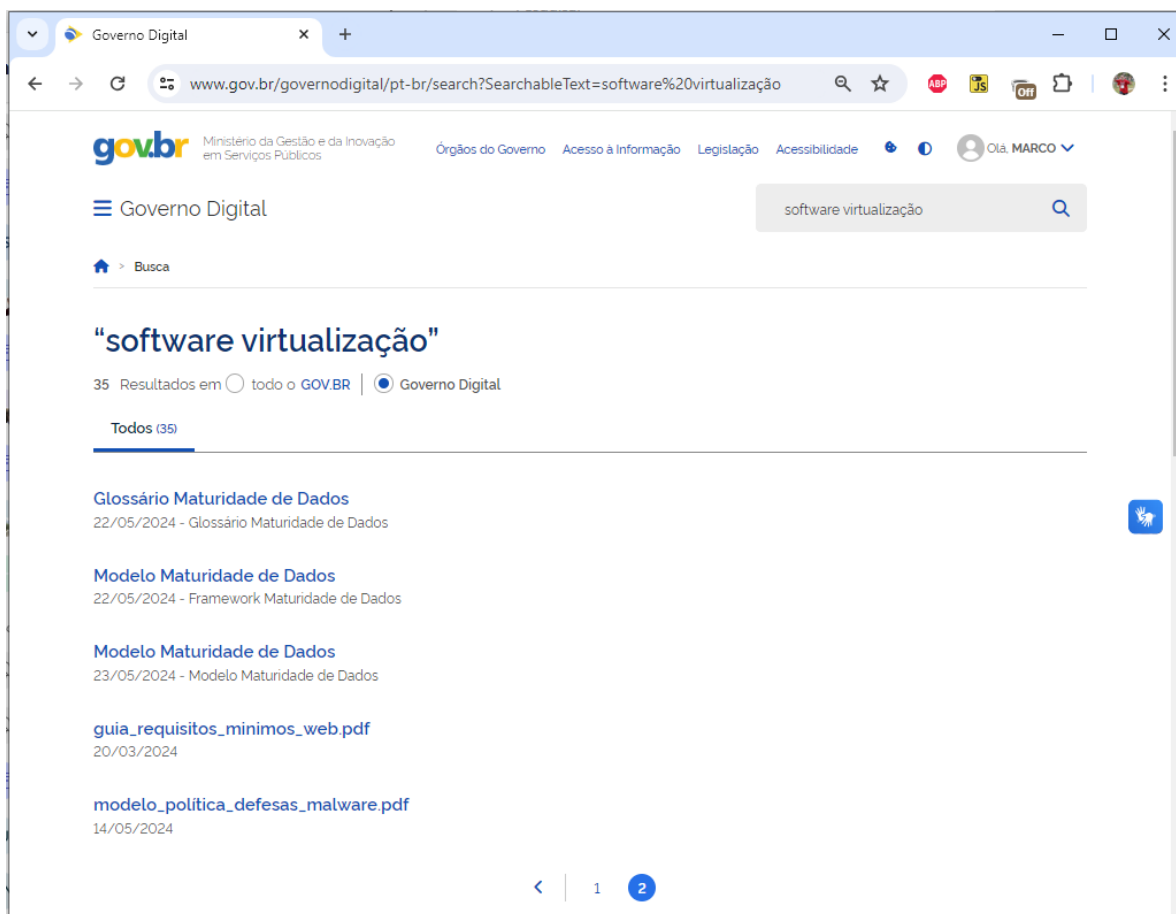 Governo Digital
www.gov.br/governodigital/pt-br/search?SearchableText=software%20virtualização
ABP
JS
Off
gov.br
Ministério da Gestão e da Inovação
em Serviços Públicos
Órgãos do Governo Acesso à Informação Legislação Acessibilidade
Olá, MARCO
Governo Digital
software virtualização
> Busca
“software virtualização”
35 Resultados em todo o GOV.BR | Governo Digital
Todos (35)
Glossário Maturidade de Dados
22/05/2024 - Glossário Maturidade de Dados
Modelo Maturidade de Dados
22/05/2024 - Framework Maturidade de Dados
Modelo Maturidade de Dados
23/05/2024 - Modelo Maturidade de Dados
guia_requisitos_minimos_web.pdf
20/03/2024
modelo_política_defesas_malware.pdf
14/05/2024
1 2